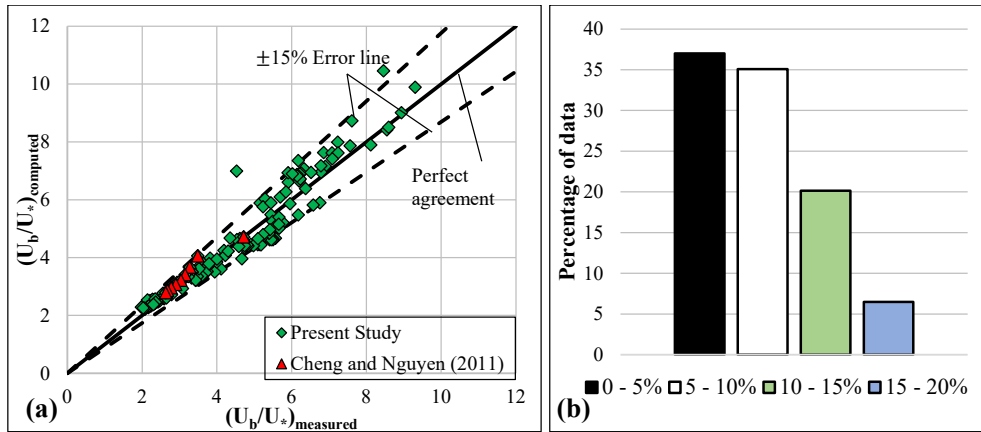 12
10
8
6
4
2
0
(U_b/U_*)_computed
±15% Error line
Perfect
agreement
Present Study
Cheng and Nguyen (2011)
0 2 4 6 8 10 12
(a)
(U_b/U_*)_measured
40
35
30
25
20
15
10
5
0
Percentage of data
0 - 5% 5 - 10% 10 - 15% 15 - 20%
(b)